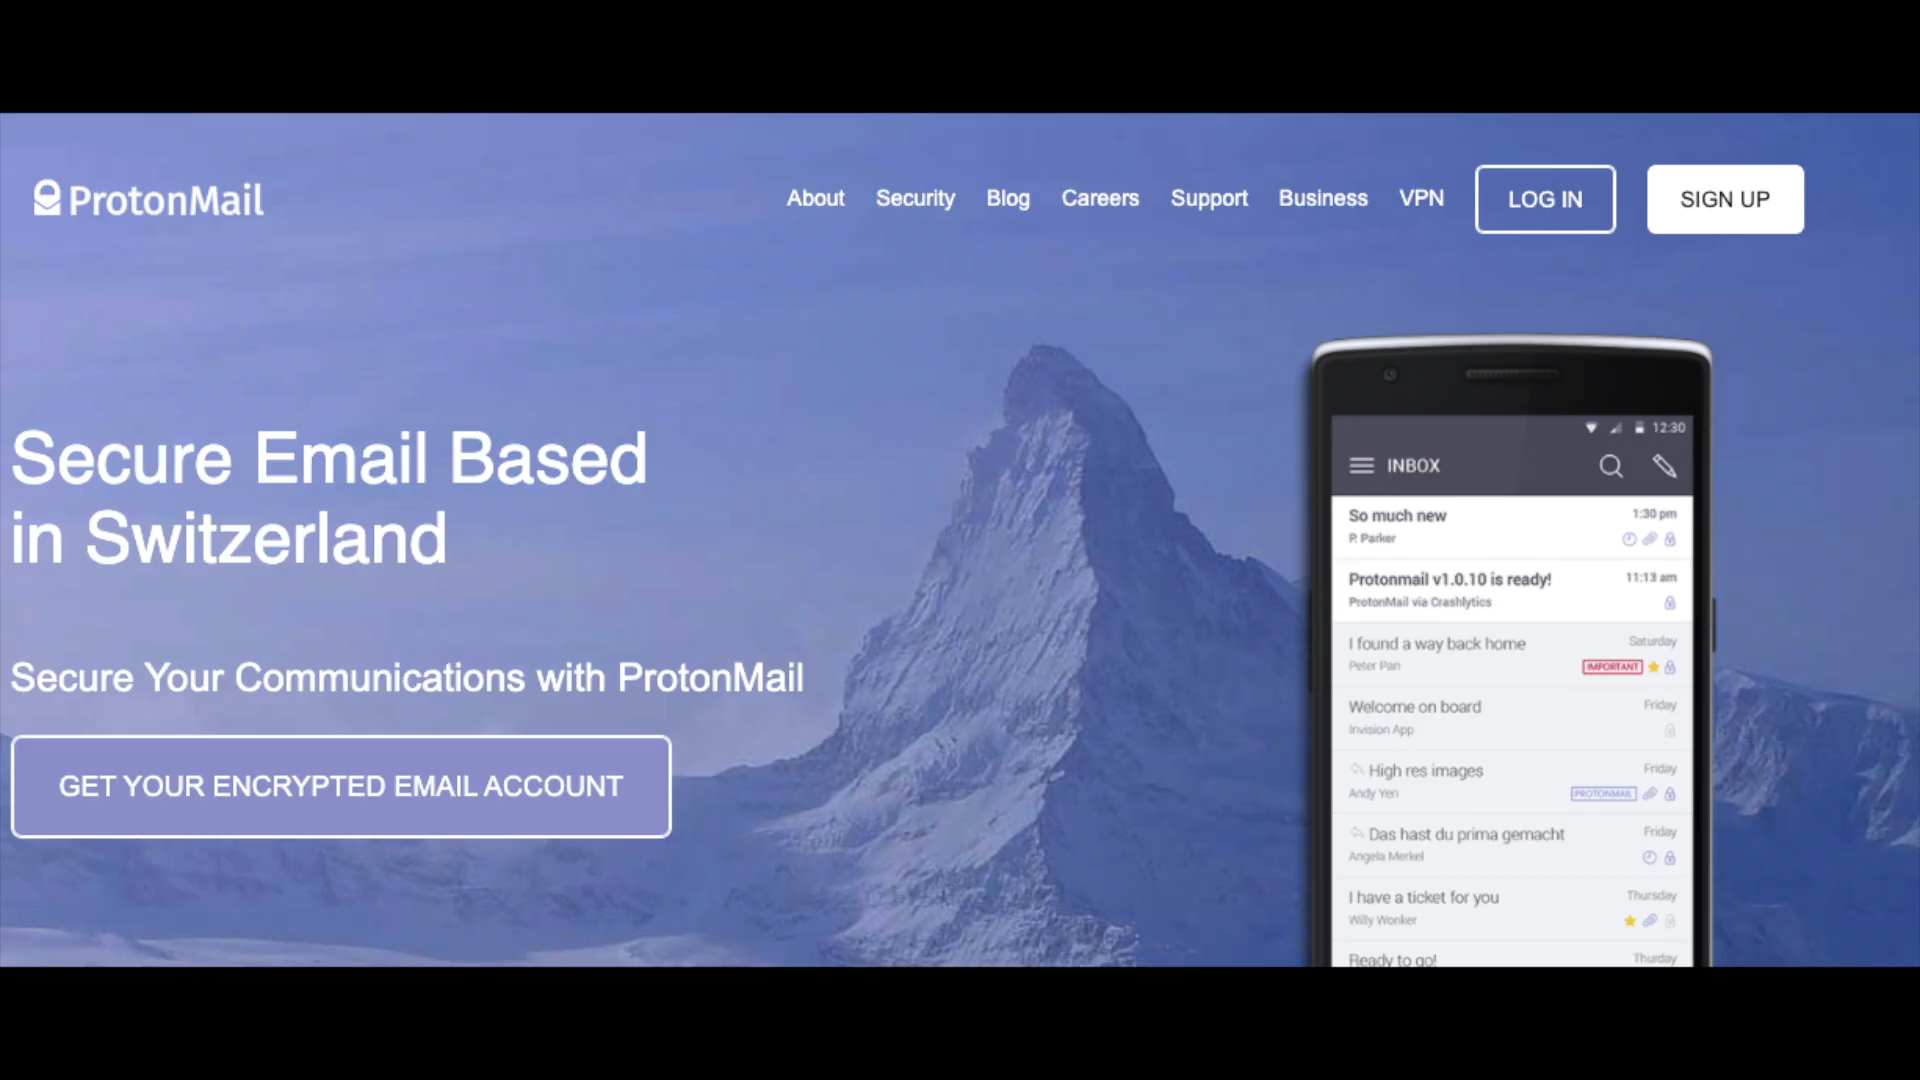 ProtonMail
About Security Blog Careers Support Business VPN LOG IN SIGN UP
Secure Email Based
in Switzerland
Secure Your Communications with ProtonMail
GET YOUR ENCRYPTED EMAIL ACCOUNT
12:30
INBOX
So much new 1:30 pm
P. Parker
Protonmail v1.0.10 is ready! 11:13 am
ProtonMail via Crashlytics
I found a way back home Saturday
Peter Pan IMPORTANT
Welcome on board Friday
Invision App
High res images Friday
Andy Yen PROTONMAIL
Das hast du prima gemacht Friday
Angela Merkel
I have a ticket for you Thursday
Willy Wonker
Ready to go! Thurday